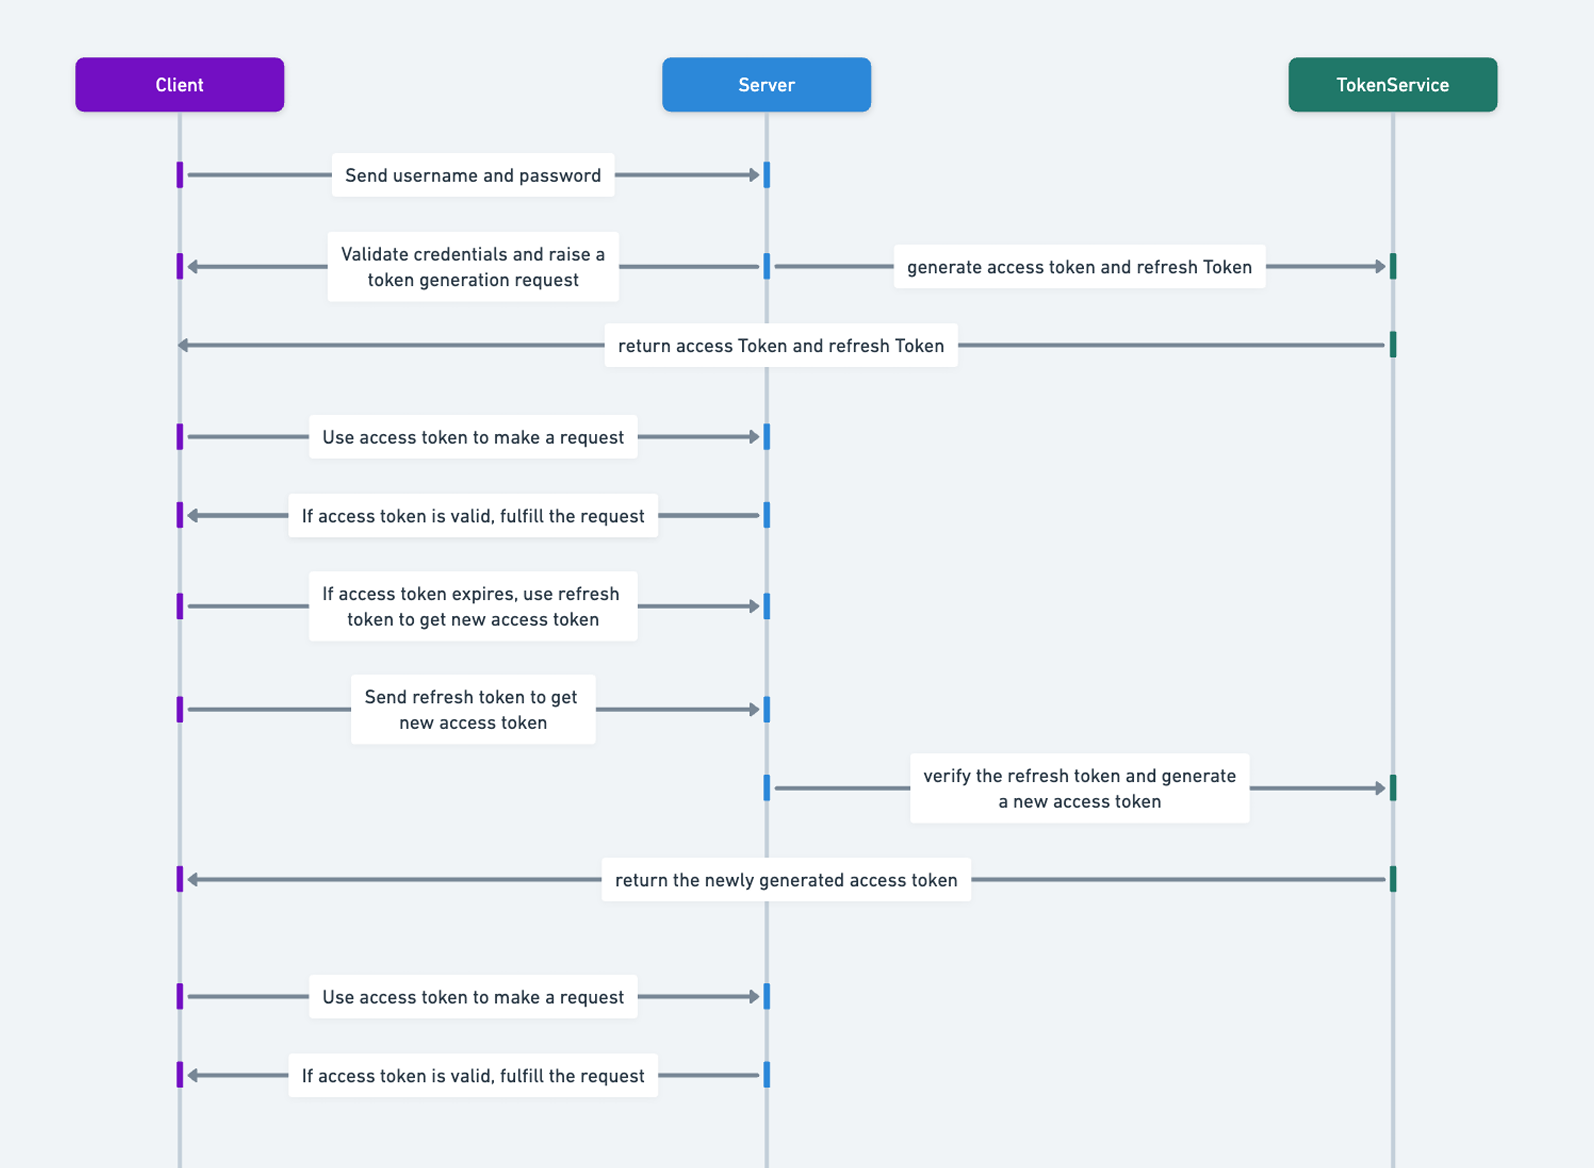 Client
Server
TokenService
Send username and password
Validate credentials and raise a
token generation request
generate access token and refresh Token
return access Token and refresh Token
Use access token to make a request
If access token is valid, fulfill the request
If access token expires, use refresh
token to get new access token
Send refresh token to get
new access token
verify the refresh token and generate
a new access token
return the newly generated access token
Use access token to make a request
If access token is valid, fulfill the request